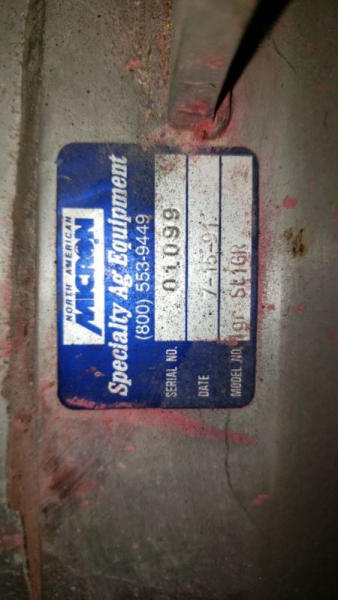 NORTH AMERICAN
MICRON
Specialty Ag Equipment
(800) 553-9449
SERIAL NO. 01099
DATE 7-15-91
MODEL NO.